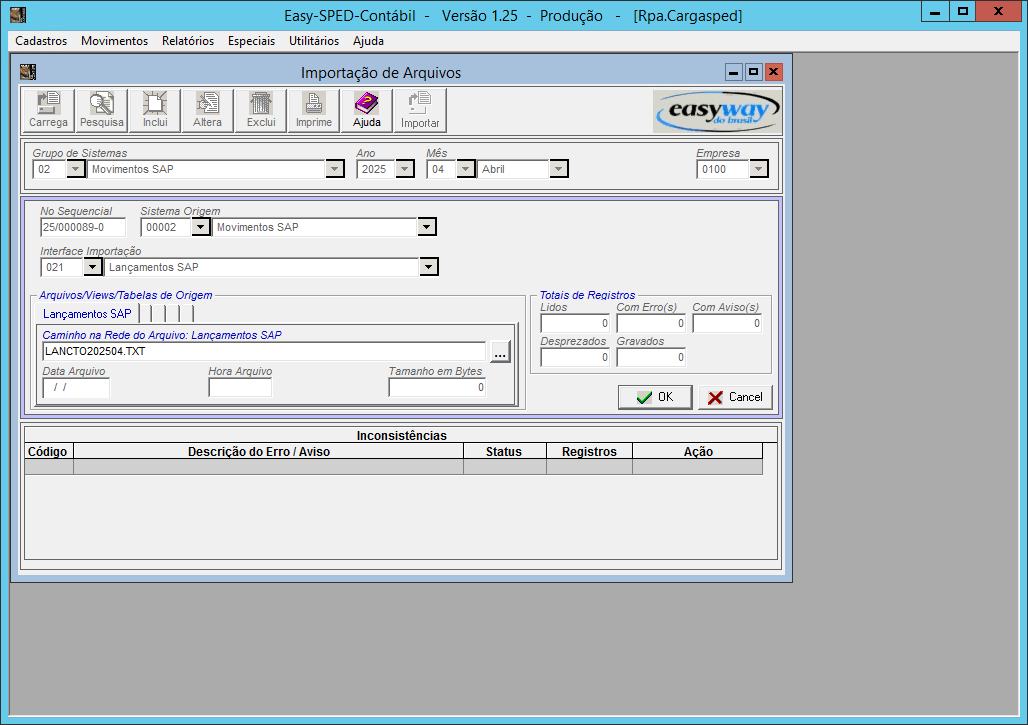 Easy-SPED-Contábil - Versão 1.25 - Produção - [Rpa.Cargasped]
Cadastros Movimentos Relatórios Especiais Utilitários Ajuda
Importação de Arquivos
Carrega Pesquisa Inclui Altera Exclui Imprime Ajuda Importar
easyway do brasil
Grupo de Sistemas Ano Mês Empresa
02 Movimentos SAP 2025 04 Abril 0100
No Sequencial Sistema Origem
25/000089-0 00002 Movimentos SAP
Interface Importação
021 Lançamentos SAP
Arquivos/Views/Tabelas de Origem
Lançamentos SAP
Caminho na Rede do Arquivo: Lançamentos SAP
LANCTO202504.TXT ...
Data Arquivo Hora Arquivo Tamanho em Bytes
/ / 0
Totais de Registros
Lidos Com Erro(s) Com Aviso(s)
0 0 0
Desprezados Gravados
0 0
OK Cancel
Inconsistências
Código Descrição do Erro / Aviso Status Registros Ação